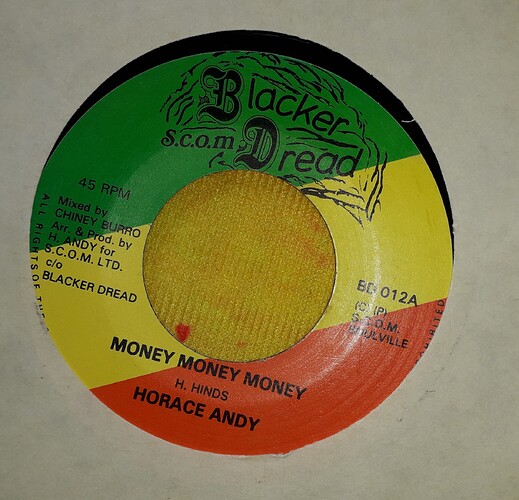 Blacker
s.c.o.m Dread
45 RPM
Mixed by
CHINEY BURRO
Arr. & Prod. by
H. ANDY for
S.C.O.M. LTD.
c/o
BLACKER DREAD
ALL RIGHTS OF THE
BD 012A
(C) (P)
S.C.O.M.
SOULVILLE
MONEY MONEY MONEY
H. HINDS
HORACE ANDY